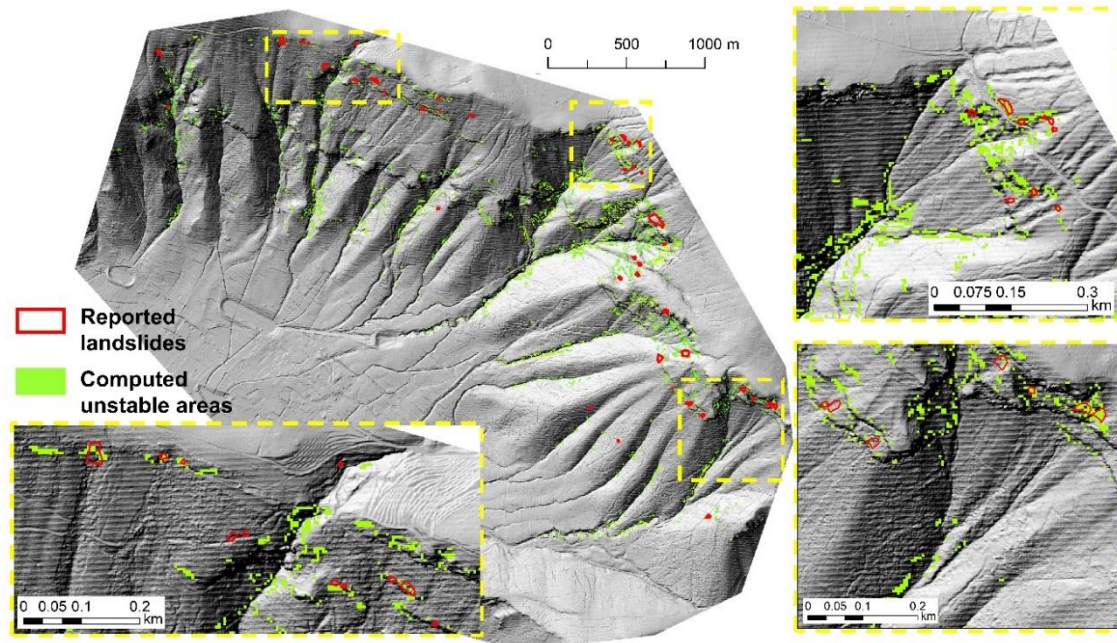 0 500 1000 m
Reported
landslides
Computed
unstable areas
0 0.075 0.15 0.3
km
0 0.05 0.1 0.2
km
0 0.05 0.1 0.2
km